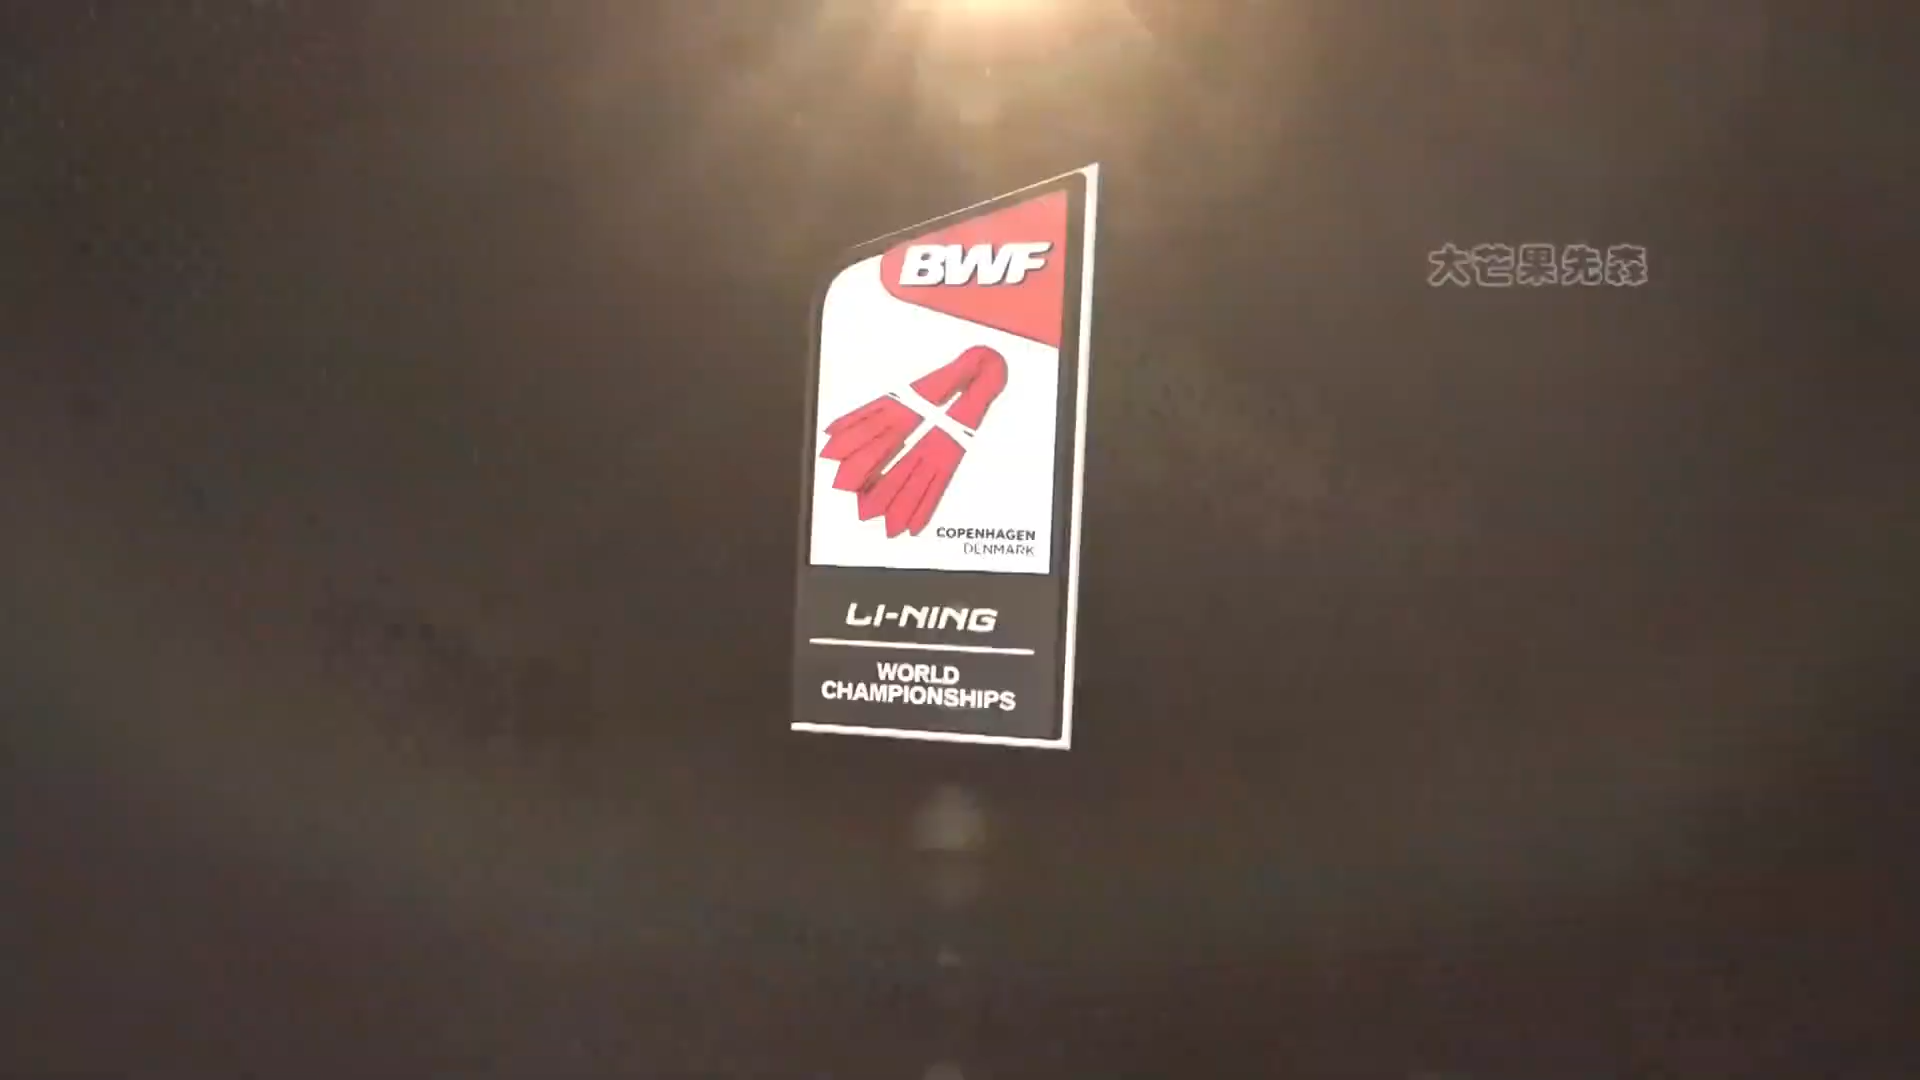 BWF
大芒果先森
COPENHAGEN
DENMARK
LI-NING
WORLD
CHAMPIONSHIPS